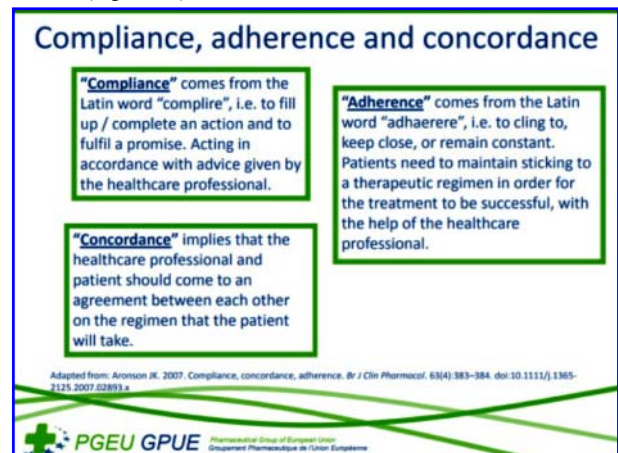 Compliance, adherence and concordance
"Compliance" comes from the
Latin word "complire", i.e. to fill
up / complete an action and to
fulfil a promise. Acting in
accordance with advice given by
the healthcare professional.
"Adherence" comes from the Latin
word "adhaerere", i.e. to cling to,
keep close, or remain constant.
Patients need to maintain sticking to
a therapeutic regimen in order for
the treatment to be successful, with
the help of the healthcare
professional.
"Concordance" implies that the
healthcare professional and
patient should come to an
agreement between each other
on the regimen that the patient
will take.
Adapted from: Aronson JK. 2007. Compliance, concordance, adherence. Br J Clin Pharmacol. 63(4):383–384. doi:10.1111/j.1365-
2125.2007.02893.x
PGEU GPUE
Pharmaceutical Group of European Union
Groupement Pharmaceutique de l'Union Européenne